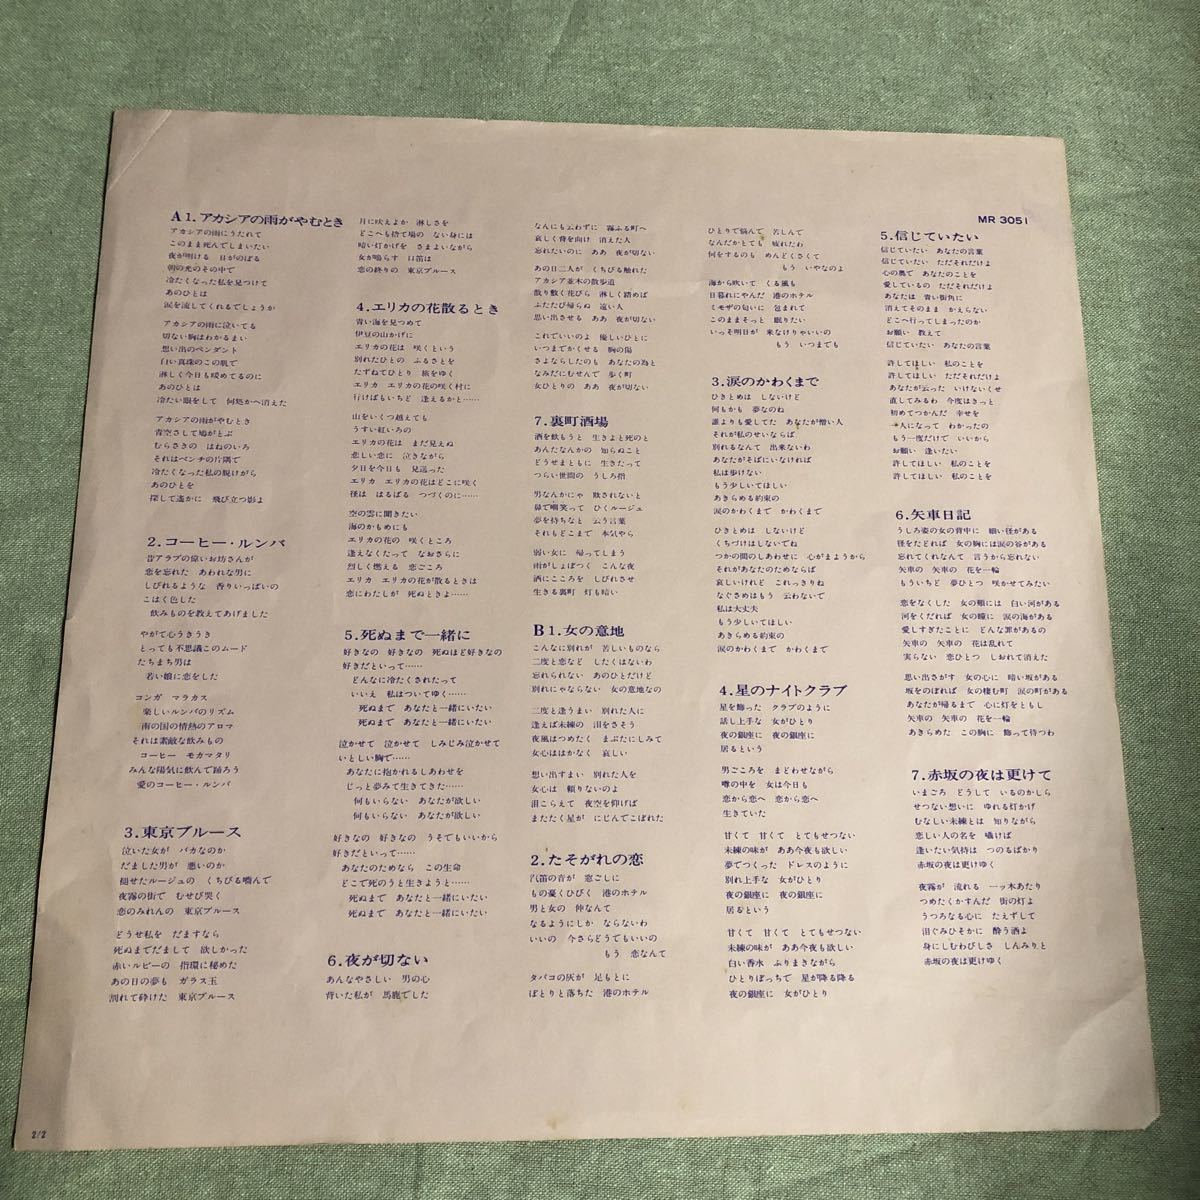 A1.アカシアの雨がやむとき
アカシアの雨にうたれて
このまま死んでしまいたい
夜が明ける 日がのぼる
朝の光のその中で
冷たくなった私を見つけて
あのひとは
涙を流してくれるでしょうか
アカシアの雨に泣いてる
切ない胸はわかるまい
思い出のペンダント
白い真珠のこの肌で
淋しく今日も暖めてるのに
あのひとは
冷たい眼をして 何処かへ消えた
アカシアの雨がやむとき
青空さして鳩がとぶ
むらさきの はねのいろ
それはベンチの片隅で
冷たくなった私の脱けがら
あのひとを
探して遙かに 飛び立つ影よ
2.コーヒー・ルンバ
昔アラブの偉いお坊さんが
恋を忘れた あわれな男に
しびれるような 香りいっぱいの
こはく色した
飲みものを教えてあげました
やがて心うきうき
とっても不思議このムード
たちまち男は
若い娘に恋をした
コンガ マラカス
楽しいルンバのリズム
南の国の情熱のアロマ
それは素敵な飲みもの
コーヒー モカマタリ
みんな陽気に飲んで踊ろう
愛のコーヒー・ルンバ
3.東京ブルース
泣いた女が バカなのか
だました男が 悪いのか
褪せたルージュの くちびる噛んで
夜霧の街で むせび哭く
恋のみれんの 東京ブルース
どうせ私を だますなら
死ぬまでだまして 欲しかった
赤いルビーの 指環に秘めた
あの日の夢も ガラス玉
割れて砕けた 東京ブルース
月に吠えよか 淋しさを
どこへも捨て場の ない身には
暗い灯かげを さまよいながら
女が鳴らす 口笛は
恋の終りの 東京ブルース
4.エリカの花散るとき
青い海を見つめて
伊豆の山かげに
エリカの花は 咲くという
別れたひとの ふるさとを
たずねてひとり 旅をゆく
エリカ エリカの花の咲く村に
行けばもいちど 逢えるかと……
山をいくつ越えても
うすい紅いろの
エリカの花は まだ見えぬ
悲しい恋に 泣きながら
夕日を今日も 見送った
エリカ エリカの花はどこに咲く
径は はるばる つづくのに……
空の雲に聞きたい
海のかもめにも
エリカの花の 咲くところ
逢えなくたって なおさらに
烈しく燃える 恋ごころ
エリカ エリカの花が散るときは
恋にわたしが 死ぬときよ……
5.死ぬまで一緒に
好きなの 好きなの 死ぬほど好きなの
好きだといって……
どんなに冷たくされたって
いいえ 私はついてゆく……
死ぬまで あなたと一緒にいたい
死ぬまで あなたと一緒にいたい
泣かせて 泣かせて しみじみ泣かせて
いとしい胸で……
あなたに抱かれるしあわせを
じっと夢みて生きてきた……
何もいらない あなたが欲しい
何もいらない あなたが欲しい
好きなの 好きなの うそでもいいから
好きだといって……
あなたのためなら この生命
どこで死のうと生きようと……
死ぬまで あなたと一緒にいたい
死ぬまで あなたと一緒にいたい
6.夜が切ない
あんなやさしい 男の心
背いた私が 馬鹿でした
なんにも云わずに 霧ふる町へ
哀しく背を向け 消えた人
忘れたいのに ああ 夜が切ない
あの日二人が くちびる触れた
アカシア並木の散歩道
散り敷く花びら 淋しく踏めば
ふたたび帰らぬ 遠い人
思い出させる ああ 夜が切ない
これでいいのよ 優しいひとに
いつまでかくせる 胸の傷
さよならしたのも あなたの為と
なみだにむせんで 歩く町
女ひとりの ああ 夜が切ない
7.裏町酒場
酒を飲もうと 生きよと死のと
あんたなんかの 知らぬこと
どうせまともに 生きたって
つらい世間の うしろ指
男なんかにゃ 欺されないと
鼻で嘲笑って ひくルージュ
夢を持ちなと 云う言葉
それもどこまで 本気やら
弱い女に 帰ってしまう
雨がしょぼつく こんな夜
酒にこころを しびれさせ
生きる裏町 灯も暗い
B1.女の意地
こんなに別れが 苦しいものなら
二度と恋など したくはないわ
忘れられない あのひとだけど
別れにゃならない 女の意地なの
二度と逢うまい 別れた人に
逢えば未練の 泪をさそう
夜風はつめたく まぶたにしみて
女心ははかなく 哀しい
想い出すまい 別れた人を
女心は 頼りないのよ
泪こらえて 夜空を仰げば
またたく星が にじんでこぼれた
2.たそがれの恋
汽笛の音が 窓ごしに
もの憂くひびく 港のホテル
男と女の 仲なんて
なるようにしか ならないわ
いいの 今さらどうでもいいの
もう 恋なんて
タバコの灰が 足もとに
ぽとりと落ちた 港のホテル
ひとりで悩んで 苦しんで
なんだかとても 疲れたわ
何をするのも めんどくさくて
もう いやなのよ
海から吹いて くる風も
日暮れにやんだ 港のホテル
ミモザの匂いに 包まれて
このままそっと 眠りたい
いっそ明日が 来なけりゃいいの
もう いつまでも
3.涙のかわくまで
ひきとめは しないけど
何もかも 夢なのね
誰よりも愛してた あなたが憎い人
それが私のせいならば
別れるなんて 出来ないわ
あなたがそばにいなければ
私は歩けない
もう少しいてほしい
あきらめる約束の
涙のかわくまで かわくまで
ひきとめは しないけど
くちづけはしないでね
つかの間のしあわせに 心がまようから
それがあなたのためならば
哀しいけれど これっきりね
なぐさめはもう 云わないで
私は大丈夫
もう少しいてほしい
あきらめる約束の
涙のかわくまで かわくまで
4.星のナイトクラブ
星を飾った クラブのように
話し上手な 女がひとり
夜の銀座に 夜の銀座に
居るという
男ごころを まどわせながら
噂の中を 女は今日も
恋から恋へ 恋から恋へ
生きていた
甘くて 甘くて とてもせつない
未練の味が ああ今夜も欲しい
夢でつくった ドレスのように
別れ上手な 女がひとり
夜の銀座に 夜の銀座に
居るという
甘くて 甘くて とてもせつない
未練の味が ああ今夜も欲しい
白い香水 ふりまきながら
ひとりぼっちで 星が降る降る
夜の銀座に 女がひとり
MR 3051
5.信じていたい
信じていたい あなたの言葉
信じていたい ただそれだけよ
心の奥で あなたのことを
愛しているの ただそれだけよ
あなたは 青い街角に
消えてそのまま かえらない
どこへ行ってしまったのか
お願い 教えて
信じていたい あなたの言葉
許してほしい 私のことを
許してほしい ただそれだけよ
あなたが云った いけないくせ
直してみるわ 今度はきっと
初めてつかんだ 幸せを
一人になって わかったの
もう一度だけで いいから
お願い 逢いたい
許してほしい 私のことを
許してほしい 私のことを
6.矢車日記
うしろ姿の女の背中に 細い径がある
径をたどれば 女の胸には涙の谷がある
忘れてくれなんて 言うから忘れない
矢車の 矢車の 花を一輪
もういちど 夢ひとつ 咲かせてみたい
恋をなくした 女の頬には 白い河がある
河をくだれば 女の瞳に 涙の海がある
愛しすぎたことに どんな罪があるの
矢車の 矢車の 花は乱れて
実らない 恋ひとつ しおれて消えた
思い出さがす 女の心に 暗い坂がある
坂をのぼれば 女の棲む町 涙の町がある
あなたが帰るまで 心に灯をともし
矢車の 矢車の 花を一輪
あきらめた この胸に 飾って待つわ
7.赤坂の夜は更けて
いまごろ どうして いるのかしら
せつない想いに ゆれる灯かげ
むなしい未練とは 知りながら
恋しい人の名を 囁けば
逢いたい気持は つのるばかり
赤坂の夜は更けゆく
夜霧が 流れる 一ッ木あたり
つめたくかすんだ 街の灯よ
うつろな心に たえずして
泪ぐみひそかに 酔う酒よ
身にしむわびしさ しんみりと
赤坂の夜は更けゆく
2/2